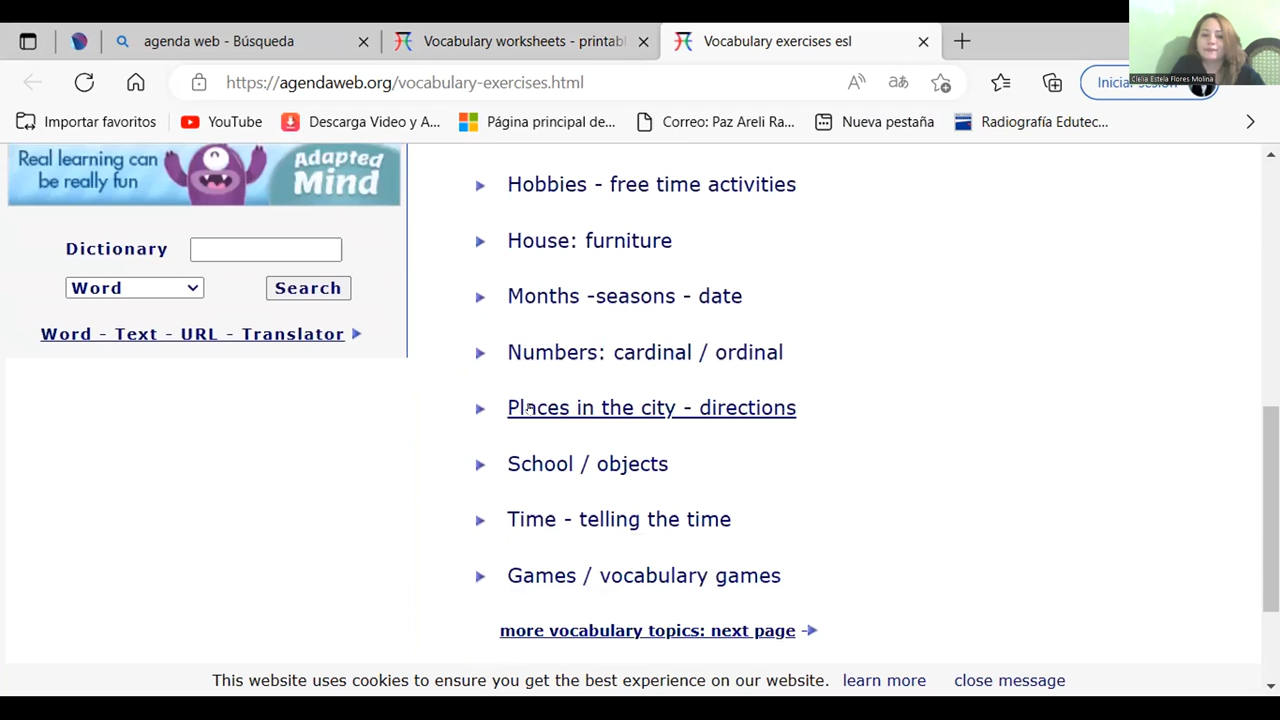 agenda web - Búsqueda
Vocabulary worksheets - printabl
Vocabulary exercises esl
https://agendaweb.org/vocabulary-exercises.html
Iniciar sesión
Clelia Estela Flores Molina
Importar favoritos
YouTube
Descarga Video y A...
Página principal de...
Correo: Paz Areli Ra...
Nueva pestaña
Radiografía Edutec...
Real learning can
be really fun
Adapted
Mind
Dictionary
Word
Search
Word - Text - URL - Translator
Hobbies - free time activities
House: furniture
Months -seasons - date
Numbers: cardinal / ordinal
Places in the city - directions
School / objects
Time - telling the time
Games / vocabulary games
more vocabulary topics: next page
This website uses cookies to ensure you get the best experience on our website. learn more close message